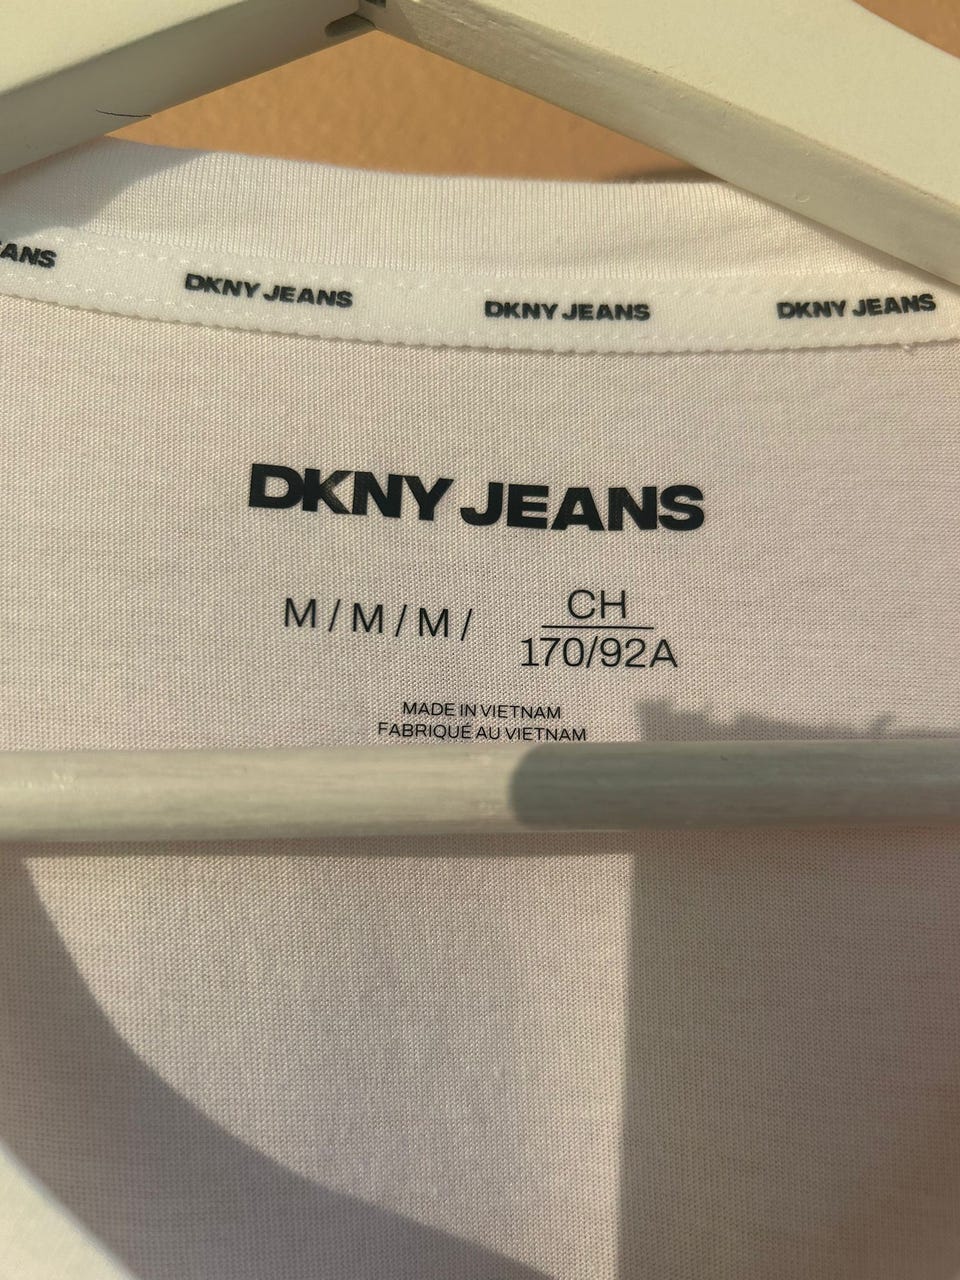 ANS
DKNY JEANS
DKNY JEANS
DKNY JEANS
DKNY JEANS
M/M/M/
CH
170/92A
MADE IN VIETNAM
FABRIQUÉ AU VIETNAM